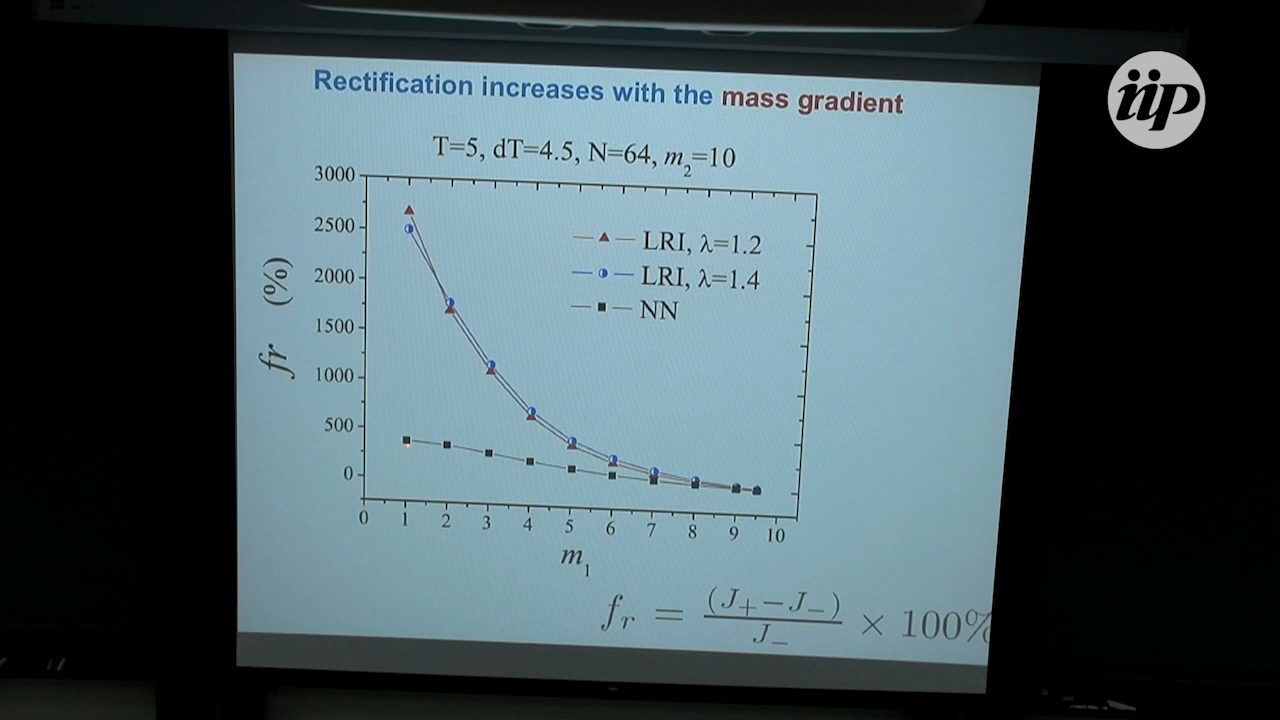 Rectification increases with the mass gradient
iip
T=5, dT=4.5, N=64, m₂=10
3000
2500
2000
1500
1000
500
0
fr (%)
LRI, λ=1.2
LRI, λ=1.4
NN
0 1 2 3 4 5 6 7 8 9 10
m₁
fᵣ = (J₊−J₋)/J₋ × 100%